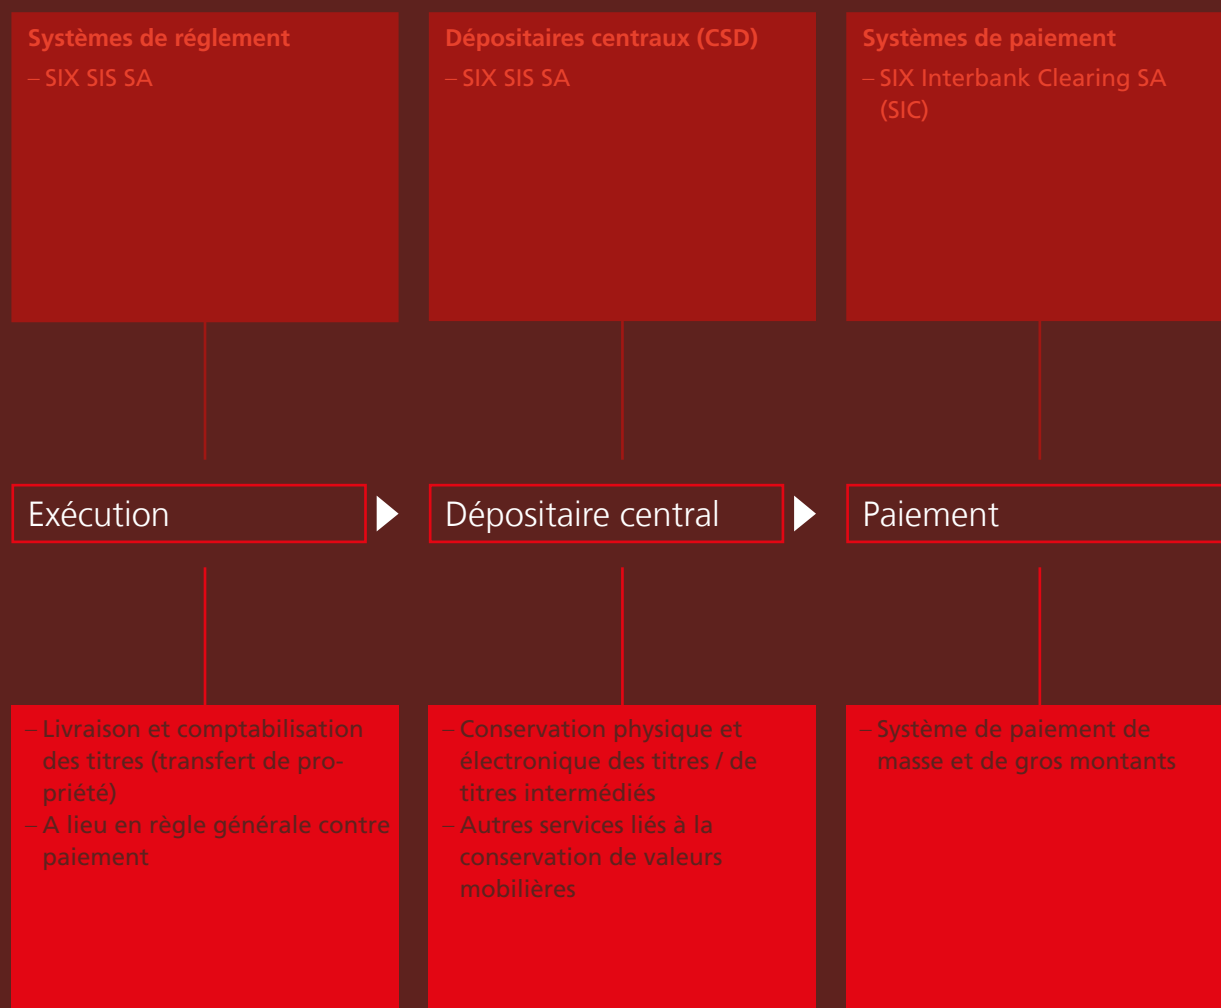 Systèmes de réglement
– SIX SIS SA
Dépositaires centraux (CSD)
– SIX SIS SA
Systèmes de paiement
– SIX Interbank Clearing SA
(SIC)
Exécution
Dépositaire central
Paiement
– Livraison et comptabilisation
des titres (transfert de pro-
priété)
– A lieu en règle générale contre
paiement
– Conservation physique et
électronique des titres / de
titres intermédiés
– Autres services liés à la
conservation de valeurs
mobilières
– Système de paiement de
masse et de gros montants